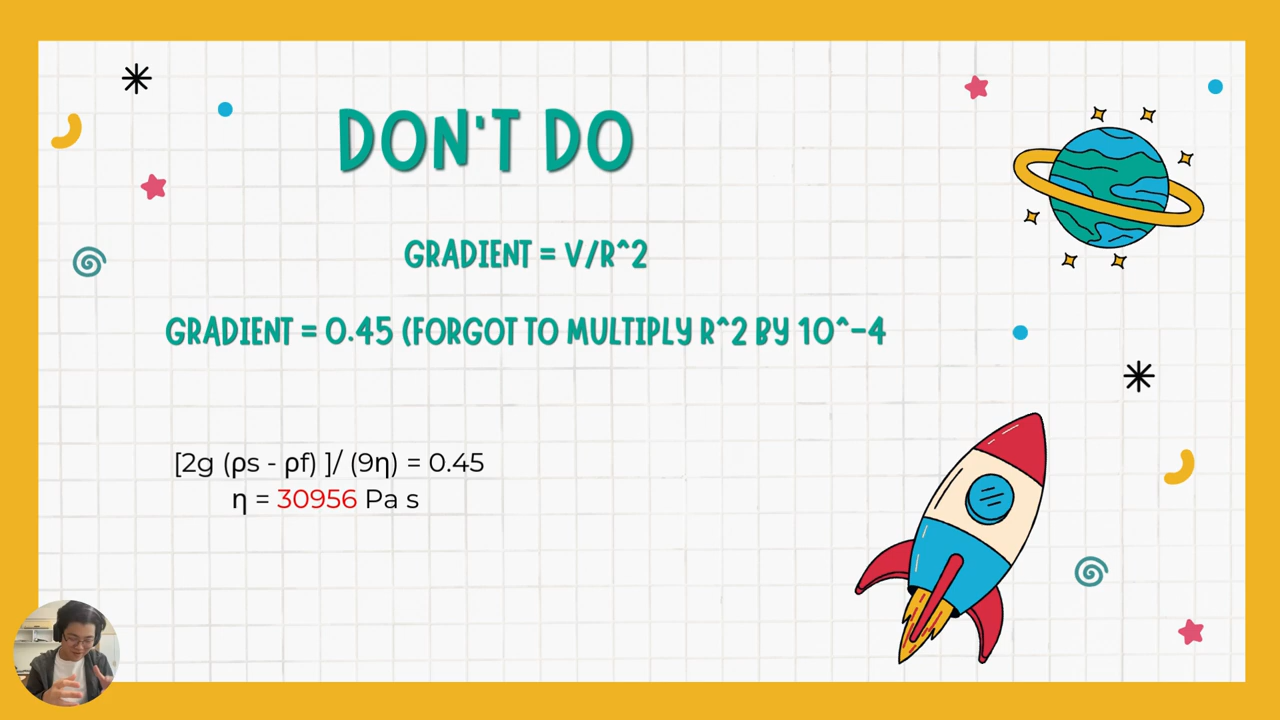 DON'T DO
GRADIENT = V/R^2
GRADIENT = 0.45 (FORGOT TO MULTIPLY R^2 BY 10^-4
[2g (ρs - ρf) ]/ (9η) = 0.45
η = 30956 Pa s